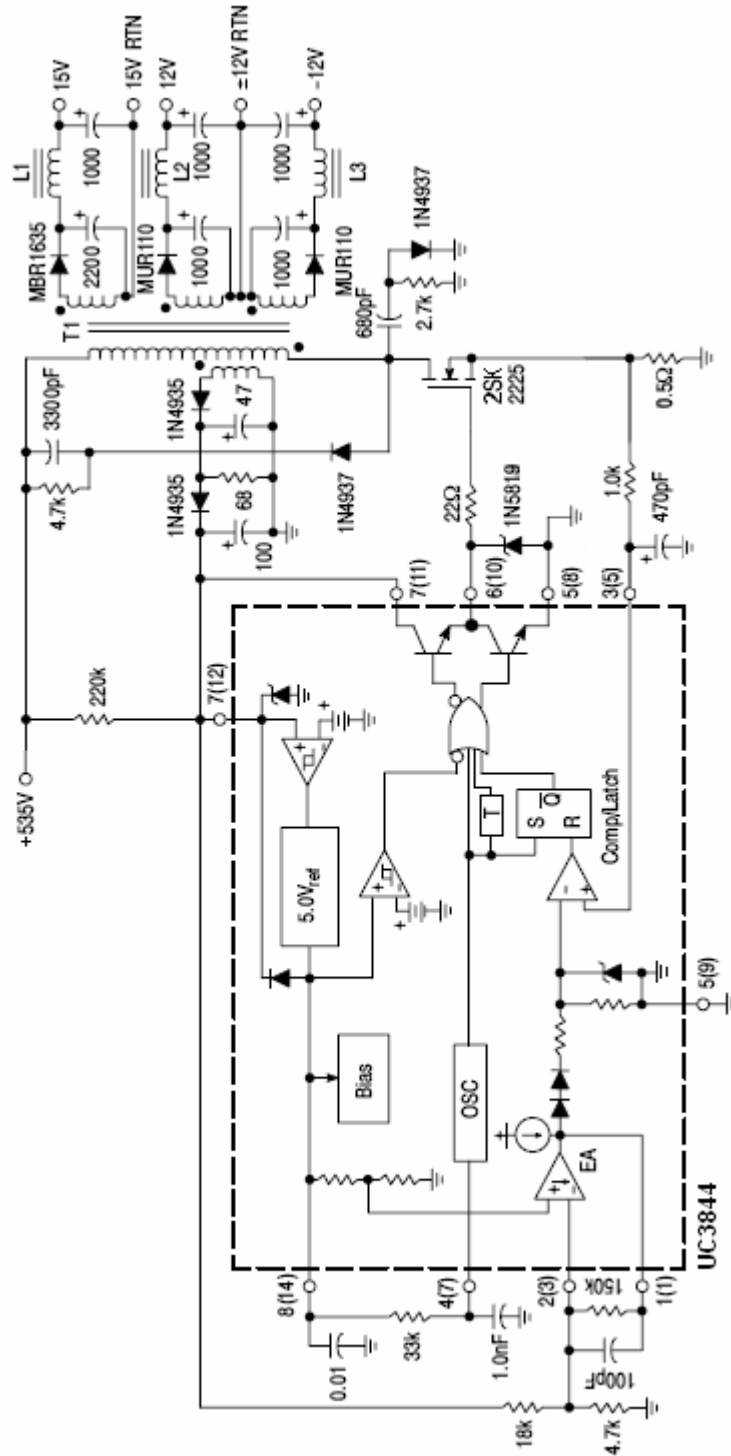 +535V
220k
4.7k
3300pF
T1
MBR1635
L1
15V
2200
1000
15V RTN
MUR110
12V
L2
1000
1000
±12V RTN
1000
1000
MUR110
L3
-12V
1N4935
47
1N4935
68
100
1N4937
680pF
2.7k
1N4937
2SK
2225
22Ω
1N5819
1.0k
470pF
0.5Ω
7(12)
7(11)
6(10)
5(8)
3(5)
+
-
5.0Vref
Bias
OSC
T
S
Q
R
Comp/Latch
EA
5(9)
UC3844
8(14)
4(7)
2(3)
1(1)
0.01
33k
1.0nF
18k
4.7k
100pF
150k